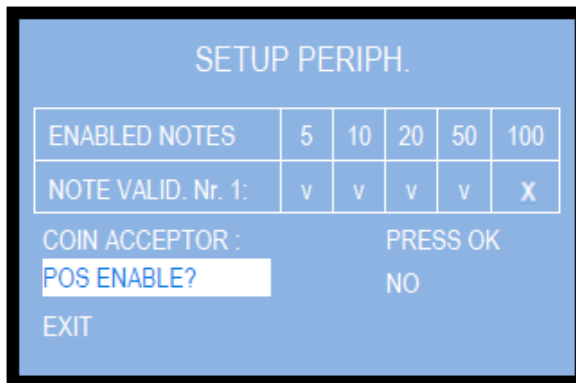 SETUP PERIPH.
ENABLED NOTES 5 10 20 50 100
NOTE VALID. Nr. 1: v v v v X
COIN ACCEPTOR : PRESS OK
POS ENABLE? NO
EXIT